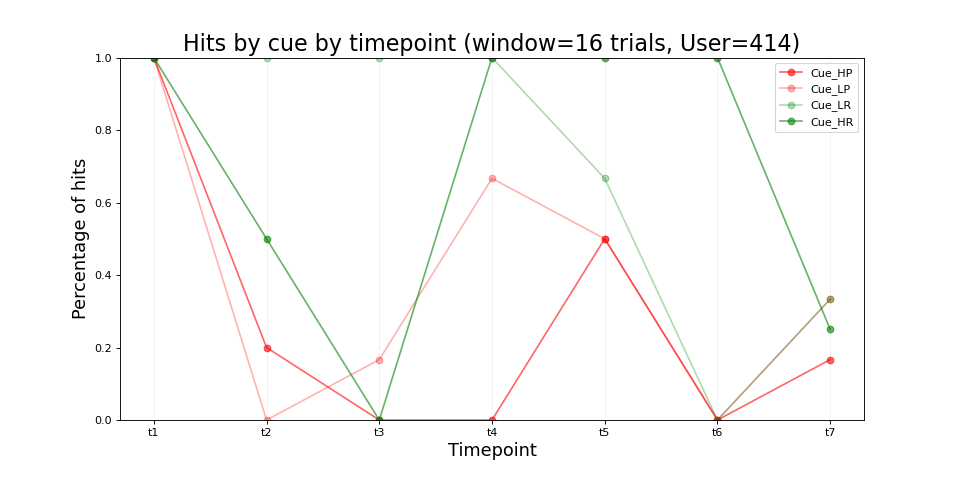 Hits by cue by timepoint (window=16 trials, User=414)
Percentage of hits
1.0
0.8
0.6
0.4
0.2
0.0
Cue_HP
Cue_LP
Cue_LR
Cue_HR
t1 t2 t3 t4 t5 t6 t7
Timepoint